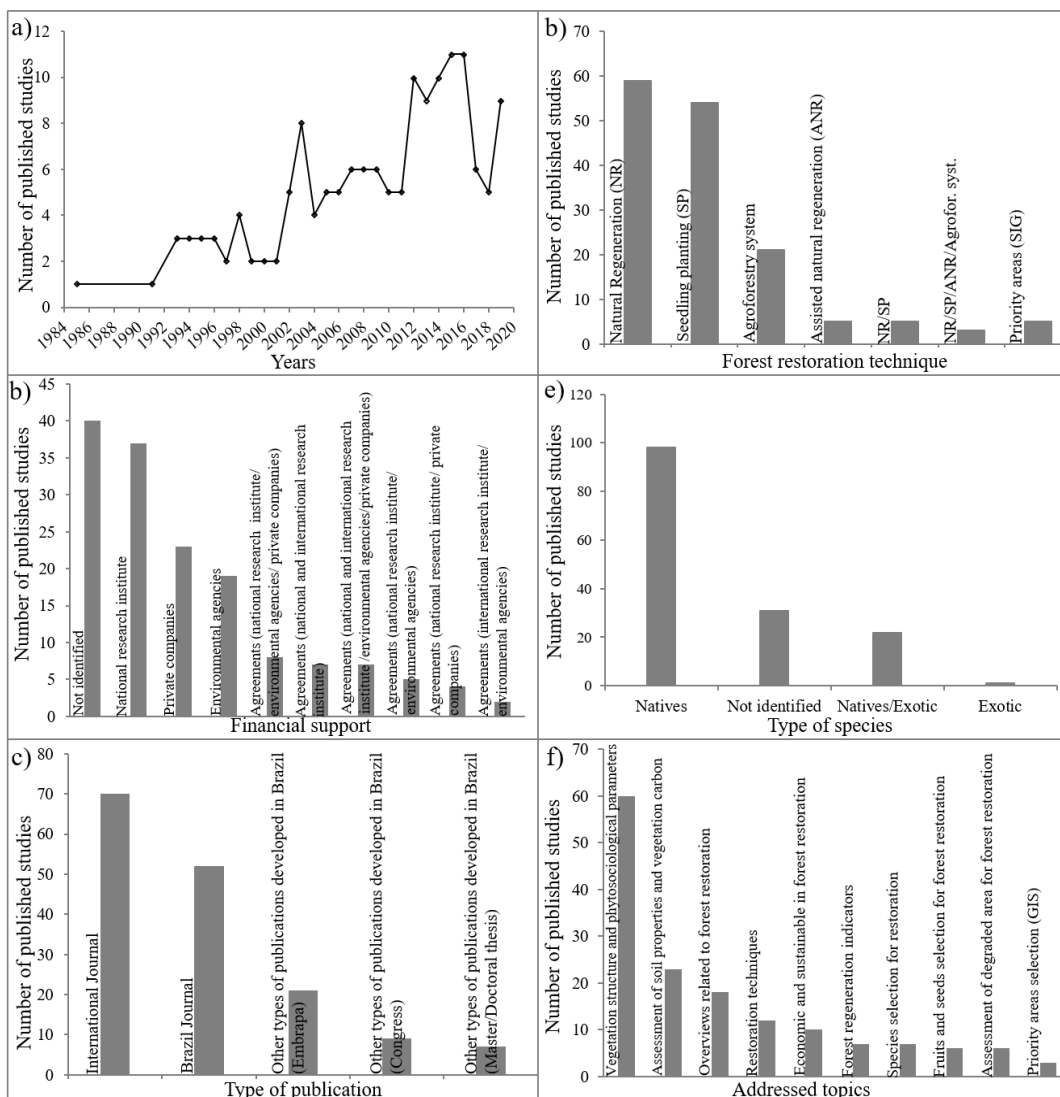 a)
Number of published studies
12
10
8
6
4
2
0
1984
1986
1988
1990
1992
1994
1996
1998
2000
2002
2004
2006
2008
2010
2012
2014
2016
2018
2020
Years
b)
Number of published studies
70
60
50
40
30
20
10
0
Natural Regeneration (NR)
Seedling planting (SP)
Agroforestry system
Assisted natural regeneration (ANR)
NR/SP
NR/SP/ANR/Agrofor. syst.
Priority areas (SIG)
Forest restoration technique
b)
Number of published studies
45
40
35
30
25
20
15
10
5
0
Not identified
National research institute
Private companies
Environmental agencies
Agreements (national research institute/
environmental agencies/ private companies)
Agreements (national and international research
institute)
Agreements (national and international research
institute /environmental agencies/private companies)
Agreements (national research institute/
environmental agencies)
Agreements (national research institute/ private
companies)
Agreements (international research institute/
environmental agencies)
Financial support
e)
Number of published studies
120
100
80
60
40
20
0
Natives
Not identified
Natives/Exotic
Exotic
Type of species
c)
Number of published studies
80
70
60
50
40
30
20
10
0
International Journal
Brazil Journal
Other types of publications developed in Brazil
(Embrapa)
Other types of publications developed in Brazil
(Congress)
Other types of publications developed in Brazil
(Master/Doctoral thesis)
Type of publication
f)
Number of published studies
70
60
50
40
30
20
10
0
Vegetation structure and phytosociological parameters
Assessment of soil properties and vegetation carbon
Overviews related to forest restoration
Restoration techniques
Economic and sustainable in forest restoration
Forest regeneration indicators
Species selection for restoration
Fruits and seeds selection for forest restoration
Assessment of degraded area for forest restoration
Priority areas selection (GIS)
Addressed topics